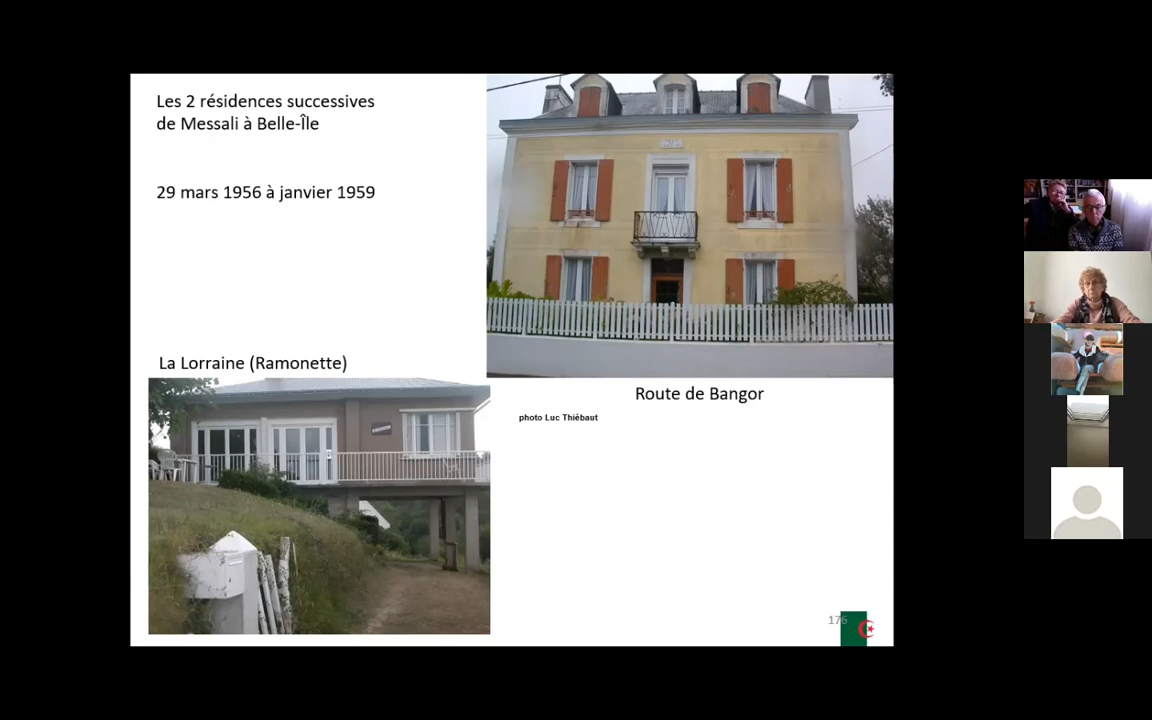 Les 2 résidences successives
de Messali à Belle-Île
29 mars 1956 à janvier 1959
La Lorraine (Ramonette)
Route de Bangor
photo Luc Thiébaut
176